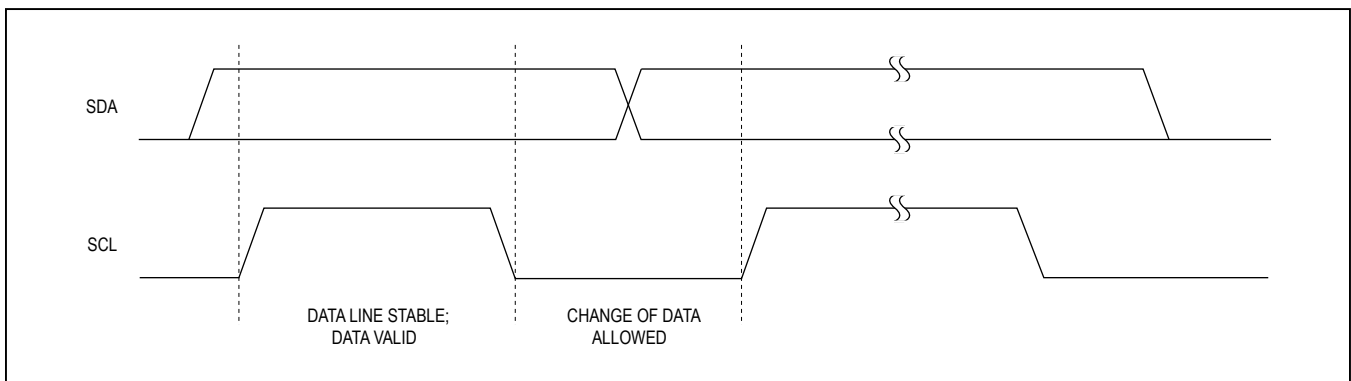 SDA
SCL
DATA LINE STABLE;
DATA VALID
CHANGE OF DATA
ALLOWED